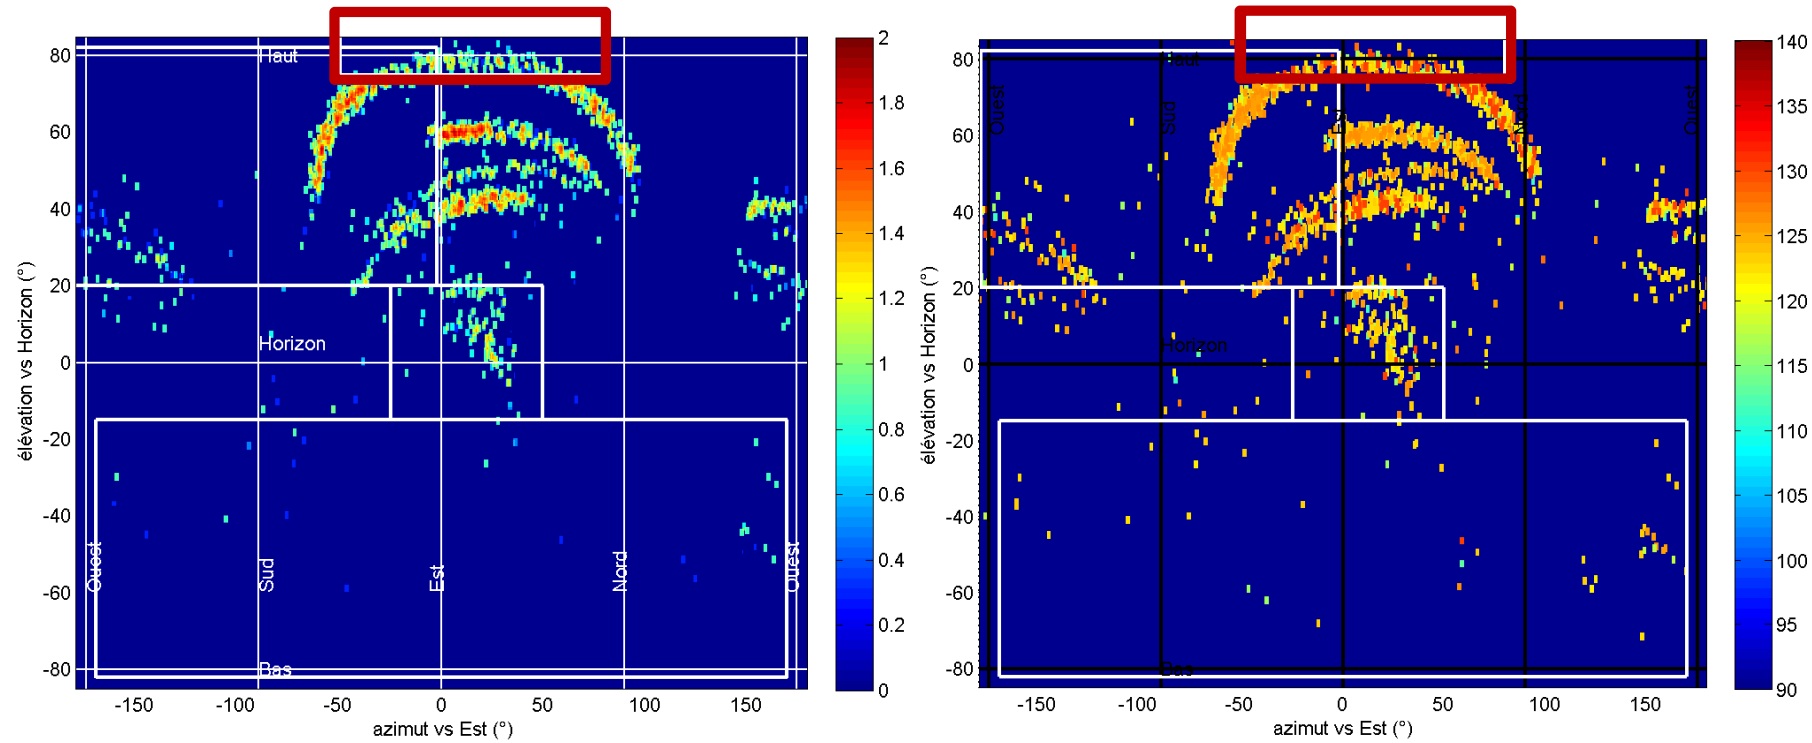 80
60
40
20
0
-20
-40
-60
-80
élévation vs Horizon (°)
Haut
Horizon
Bas
Ouest
Sud
Est
Nord
Ouest
-150
-100
-50
0
50
100
150
azimut vs Est (°)
2
1.8
1.6
1.4
1.2
1
0.8
0.6
0.4
0.2
0
80
60
40
20
0
-20
-40
-60
-80
élévation vs Horizon (°)
Haut
Ouest
Sud
Est
Nord
Ouest
Horizon
Bas
-150
-100
-50
0
50
100
150
azimut vs Est (°)
140
135
130
125
120
115
110
105
100
95
90